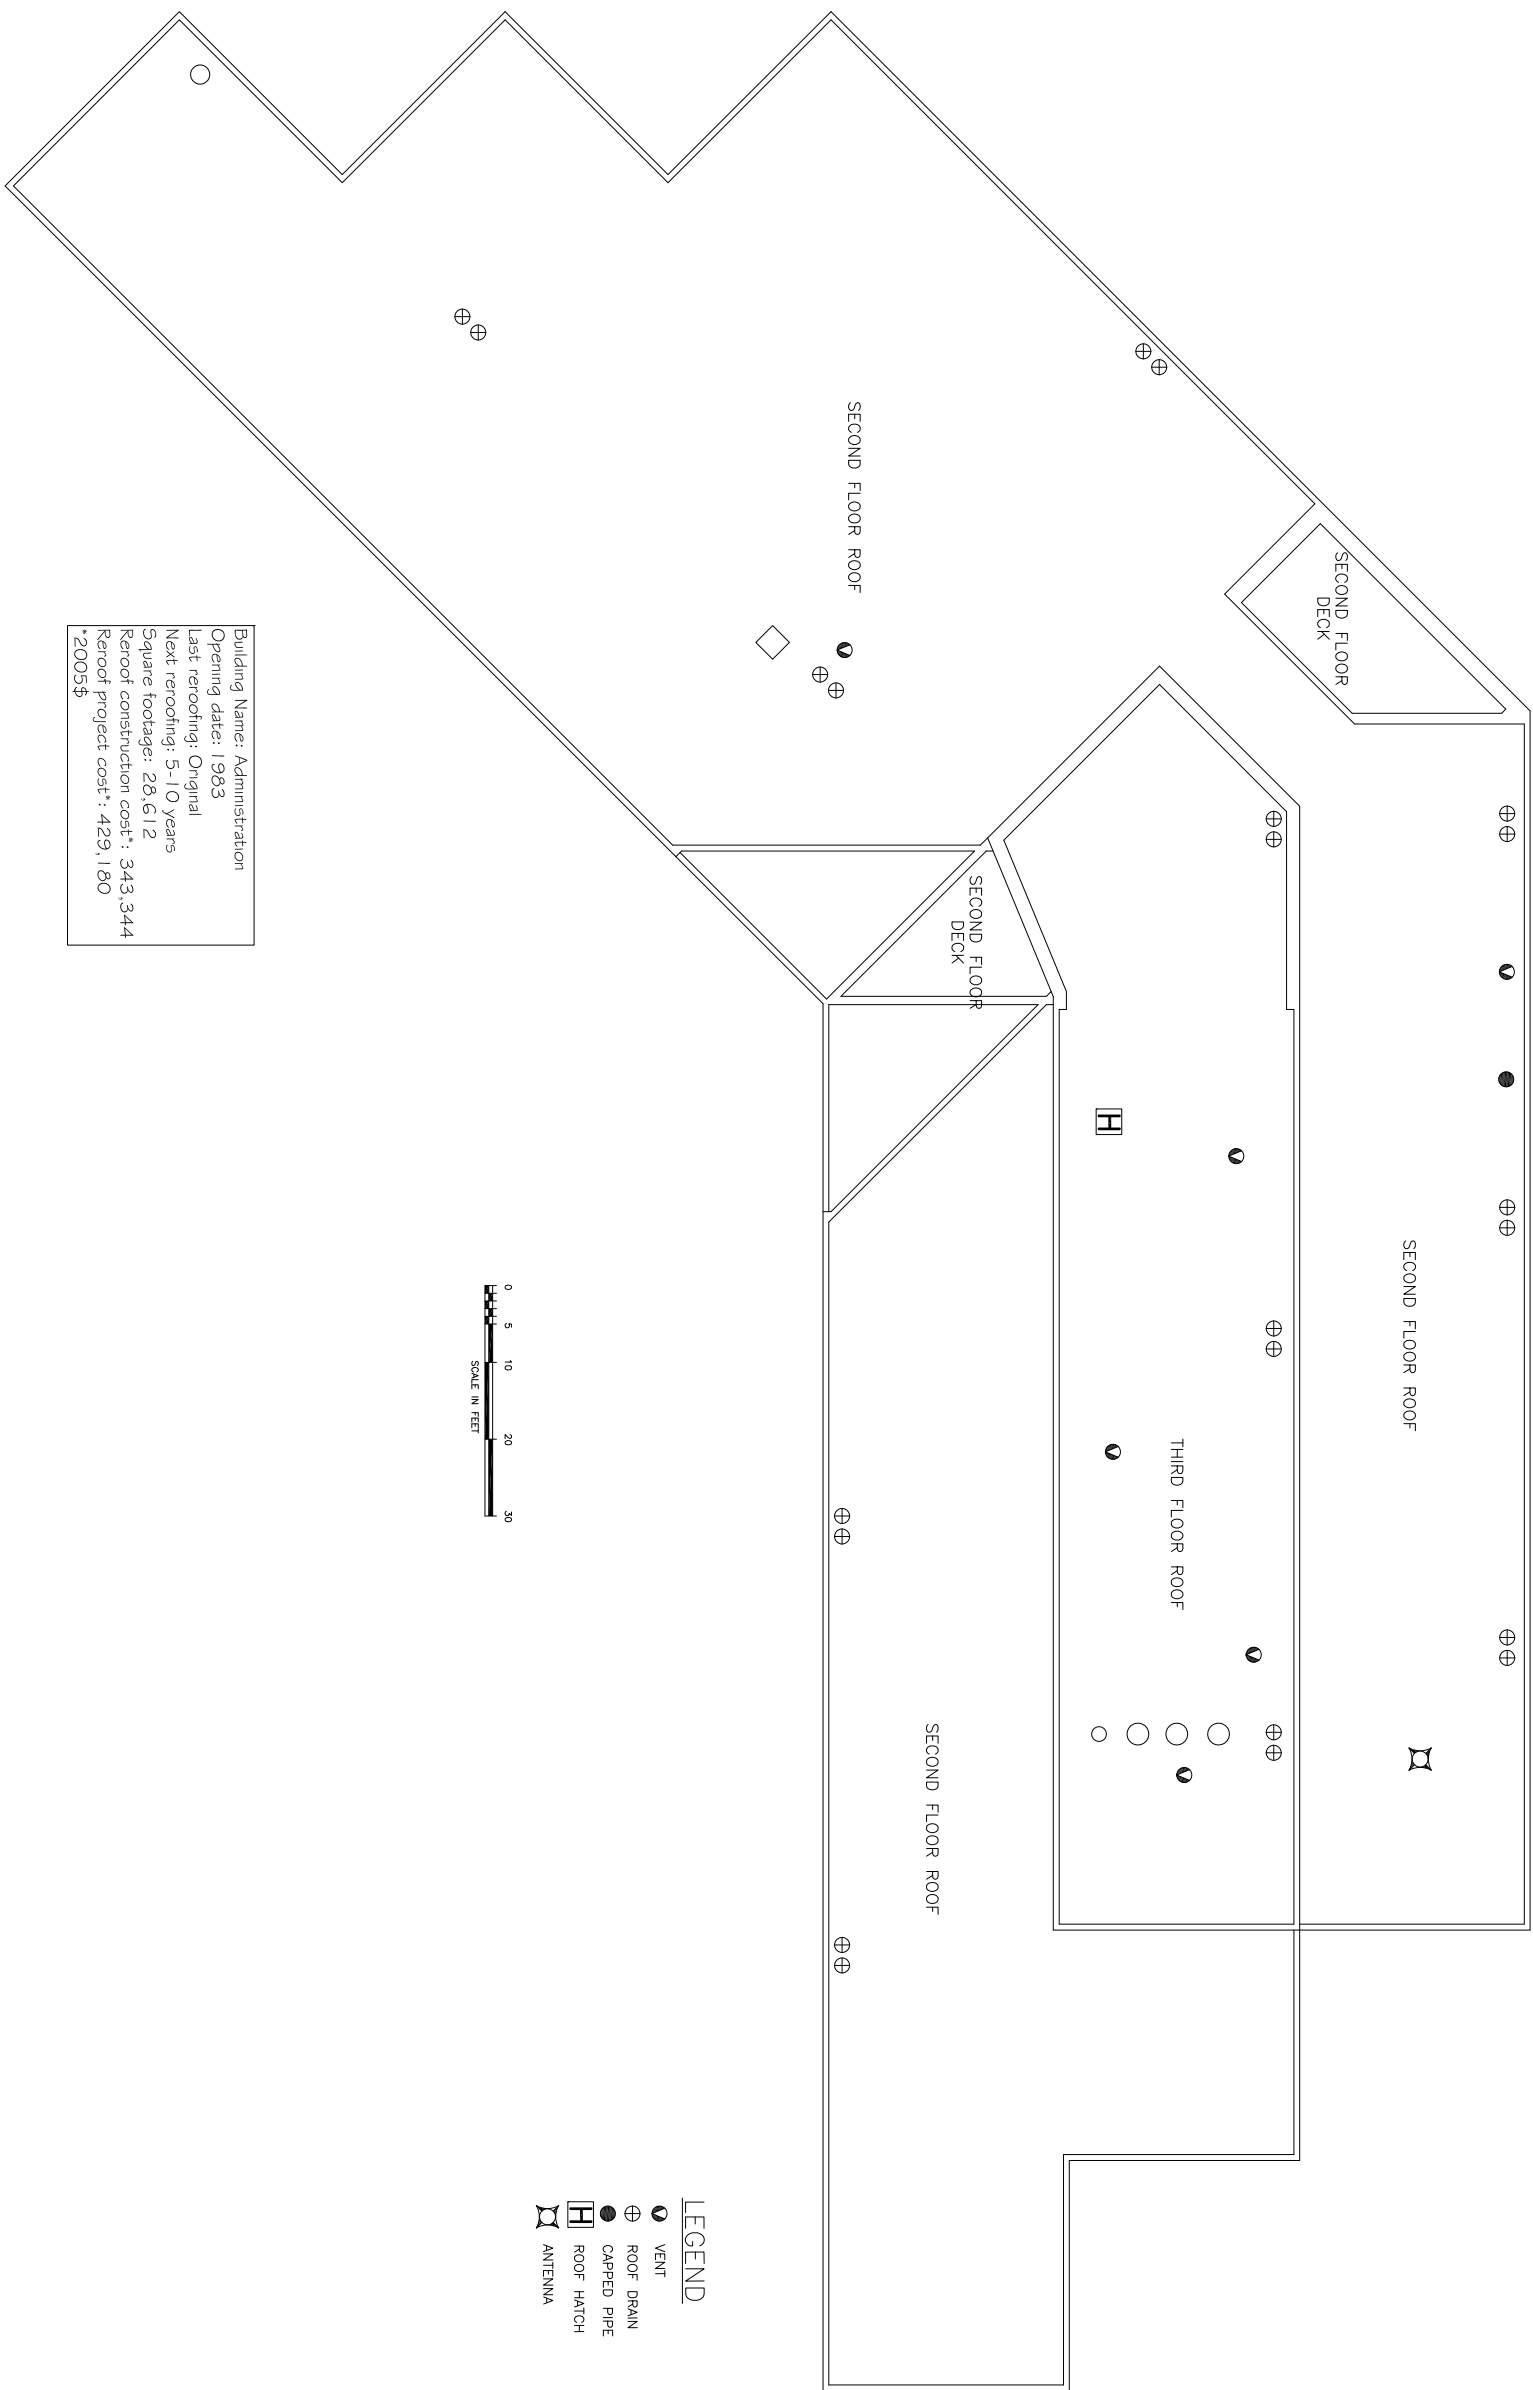 SECOND FLOOR
DECK
SECOND FLOOR ROOF
SECOND FLOOR ROOF
THIRD FLOOR ROOF
SECOND FLOOR
DECK
SECOND FLOOR ROOF
LEGEND
VENT
ROOF DRAIN
CAPPED PIPE
H ROOF HATCH
ANTENNA
H
0 5 10 20 30
SCALE IN FEET
Building Name: Administration
Opening date: 1983
Last reroofing: Original
Next reroofing: 5-10 years
Square footage: 28,612
Reroof construction cost*: 343,344
Reroof project cost*: 429,180
*2005$